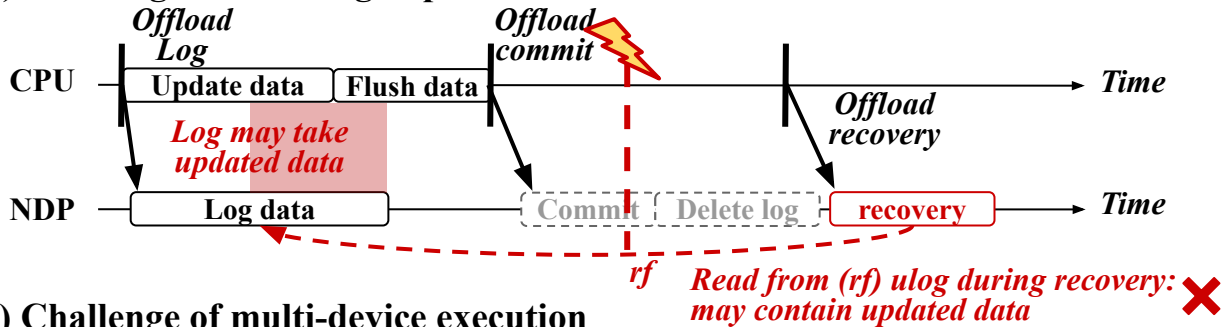 Offload
Log
Offload
commit
CPU
Update data
Flush data
Time
Offload
recovery
Log may take
updated data
NDP
Log data
Commit
Delete log
recovery
Time
rf
Read from (rf) ulog during recovery:
may contain updated data
) Challenge of multi-device execution